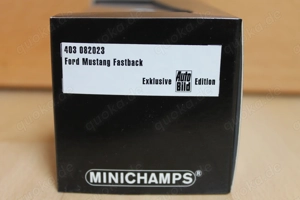 403 082023
Ford Mustang Fastback
Exklusive Auto Bild Edition
MINICHAMPS®